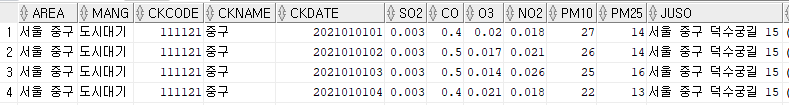 AREA MANG CKCODE CKNAME CKDATE SO2 CO O3 NO2 PM10 PM25 JUSO
1 서울 중구 도시대기 111121 중구 2021010101 0.003 0.4 0.02 0.018 27 14 서울 중구 덕수궁길 15 (
2 서울 중구 도시대기 111121 중구 2021010102 0.003 0.5 0.017 0.021 26 14 서울 중구 덕수궁길 15 (
3 서울 중구 도시대기 111121 중구 2021010103 0.003 0.5 0.014 0.026 25 16 서울 중구 덕수궁길 15 (
4 서울 중구 도시대기 111121 중구 2021010104 0.003 0.4 0.021 0.018 22 13 서울 중구 덕수궁길 15 (